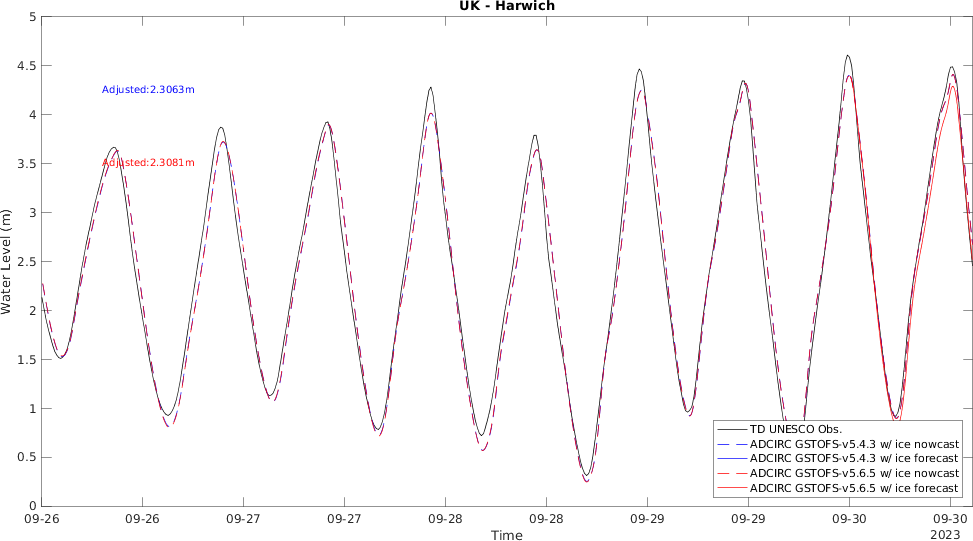 UK - Harwich
5
4.5
4
3.5
3
2.5
2
1.5
1
0.5
0
Water Level (m)
Adjusted:2.3063m
Adjusted:2.3081m
TD UNESCO Obs.
ADCIRC GSTOFS-v5.4.3 w/ ice nowcast
ADCIRC GSTOFS-v5.4.3 w/ ice forecast
ADCIRC GSTOFS-v5.6.5 w/ ice nowcast
ADCIRC GSTOFS-v5.6.5 w/ ice forecast
09-26 09-26 09-27 09-27 09-28 09-28 09-29 09-29 09-30 09-30
2023
Time